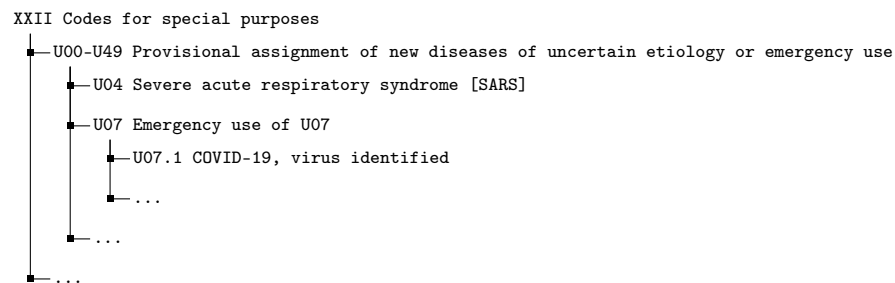 XXII Codes for special purposes
U00-U49 Provisional assignment of new diseases of uncertain etiology or emergency use
U04 Severe acute respiratory syndrome [SARS]
U07 Emergency use of U07
U07.1 COVID-19, virus identified
...
...
...